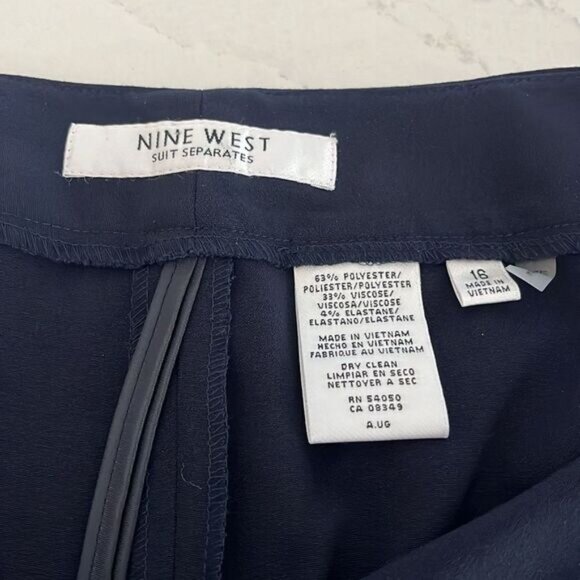 NINE WEST
SUIT SEPARATES
63% POLYESTER/
POLIESTER/POLYESTER
33% VISCOSE/
VISCOSA/VISCOSE
4% ELASTANE/
ELASTANO/ELASTANE
MADE IN VIETNAM
HECHO EN VIETNAM
FABRIQUE AU VIETNAM
DRY CLEAN
LIMPIAR EN SECO
NETTOYER A SEC
RN 54050
CA 08349
A.UG
16
MADE IN
VIETNAM